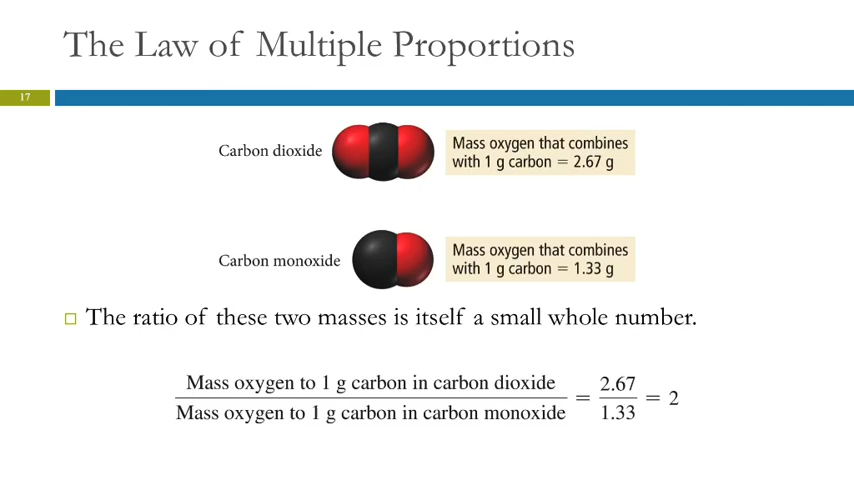 The Law of Multiple Proportions
17
Carbon dioxide
Mass oxygen that combines
with 1 g carbon = 2.67 g
Carbon monoxide
Mass oxygen that combines
with 1 g carbon = 1.33 g
The ratio of these two masses is itself a small whole number.
Mass oxygen to 1 g carbon in carbon dioxide
Mass oxygen to 1 g carbon in carbon monoxide
= 2.67
1.33 = 2